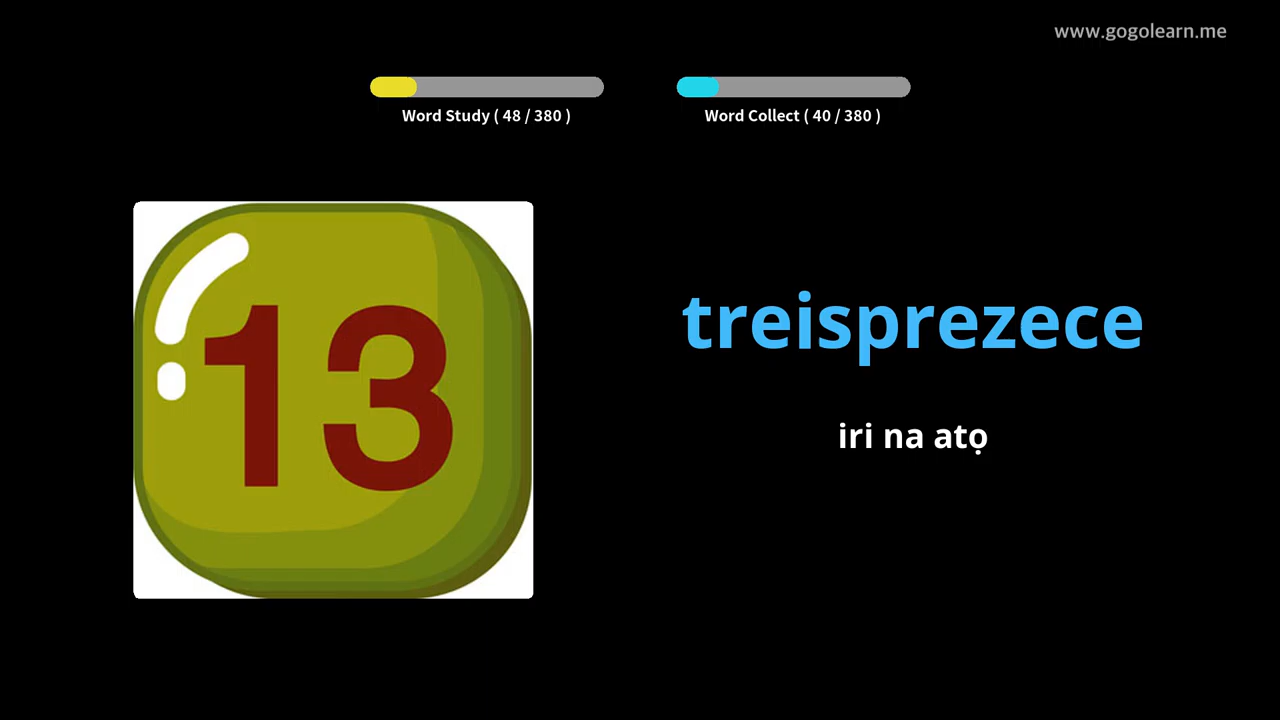 www.gogolearn.me
Word Study ( 48 / 380 )
Word Collect ( 40 / 380 )
13
treisprezece
iri na atọ